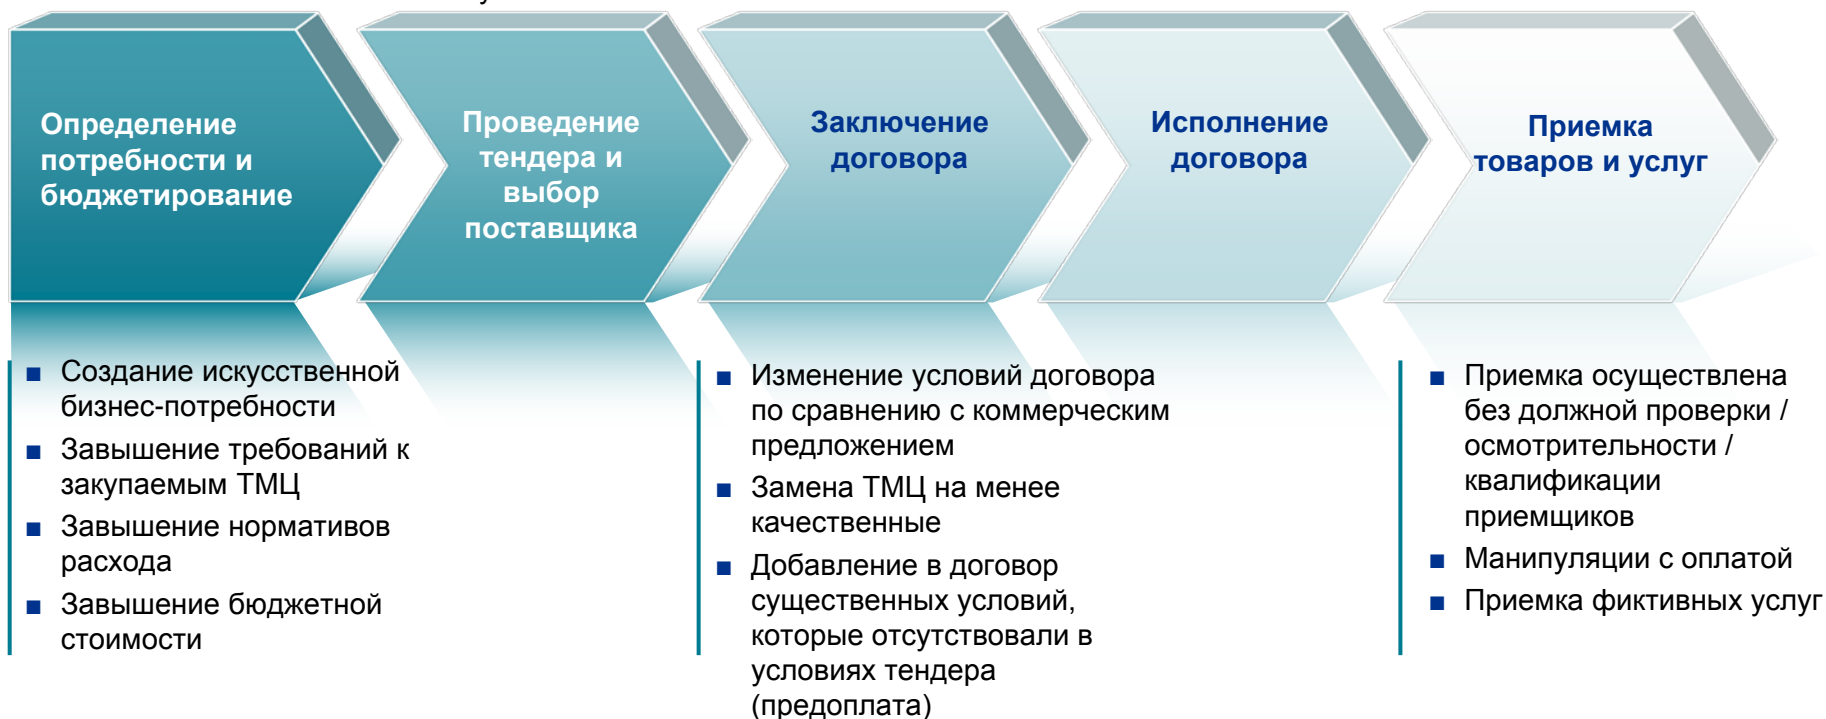 Определение
потребности и
бюджетирование
Проведение
тендера и
выбор
поставщика
Заключение
договора
Исполнение
договора
Приемка
товаров и услуг
■ Создание искусственной
бизнес-потребности
■ Завышение требований к
закупаемым ТМЦ
■ Завышение нормативов
расхода
■ Завышение бюджетной
стоимости
■ Изменение условий договора
по сравнению с коммерческим
предложением
■ Замена ТМЦ на менее
качественные
■ Добавление в договор
существенных условий,
которые отсутствовали в
условиях тендера
(предоплата)
■ Приемка осуществлена
без должной проверки /
осмотрительности /
квалификации
приемщиков
■ Манипуляции с оплатой
■ Приемка фиктивных услуг